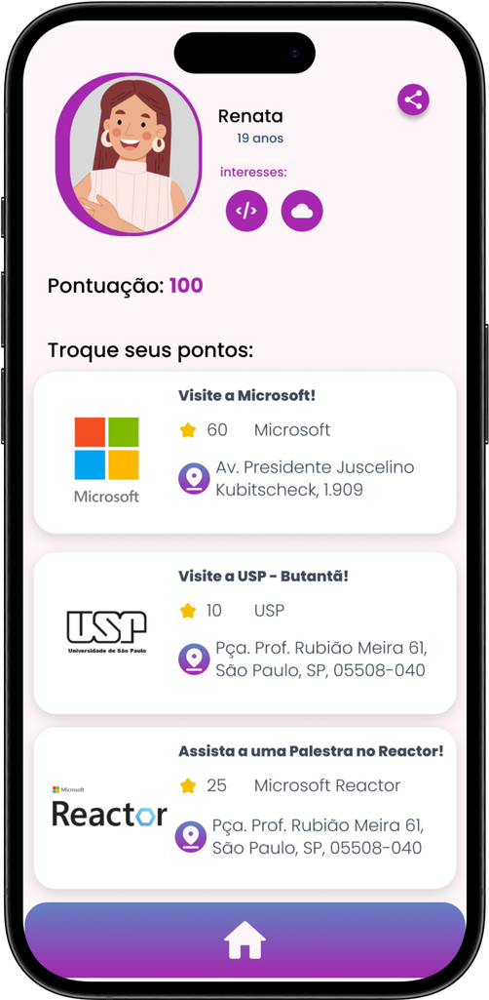 Renata
19 anos
interesses:
</>
Pontuação: 100
Troque seus pontos:
Visite a Microsoft!
60 Microsoft
Av. Presidente Juscelino
Kubitscheck, 1.909
Microsoft
Visite a USP - Butantã!
10 USP
Pça. Prof. Rubião Meira 61,
São Paulo, SP, 05508-040
USP
Universidade de São Paulo
Assista a uma Palestra no Reactor!
25 Microsoft Reactor
Pça. Prof. Rubião Meira 61,
São Paulo, SP, 05508-040
Microsoft
Reactor